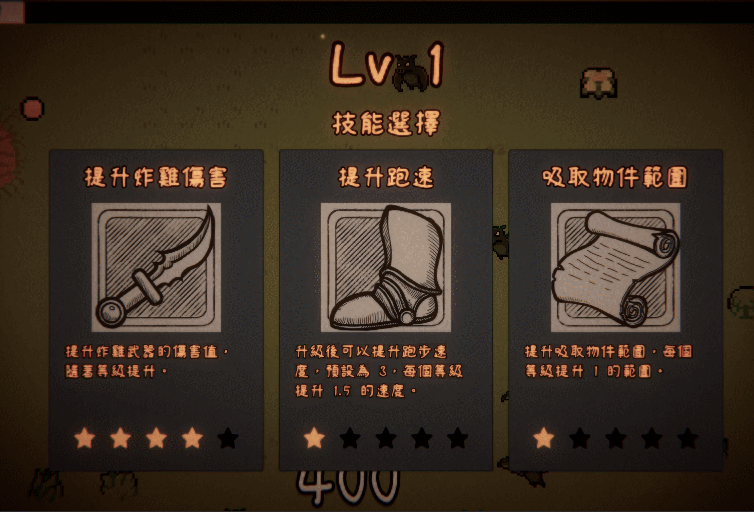 Lv 1
技能選擇
提升炸雞傷害
提升炸雞武器的傷害值，
隨著等級提升。
提升跑速
升級後可以提升跑步速
度，預設為 3，每個等級
提升 1.5 的速度。
吸取物件範圍
提升吸取物件範圍，每個
等級提升 1 的範圍。
400